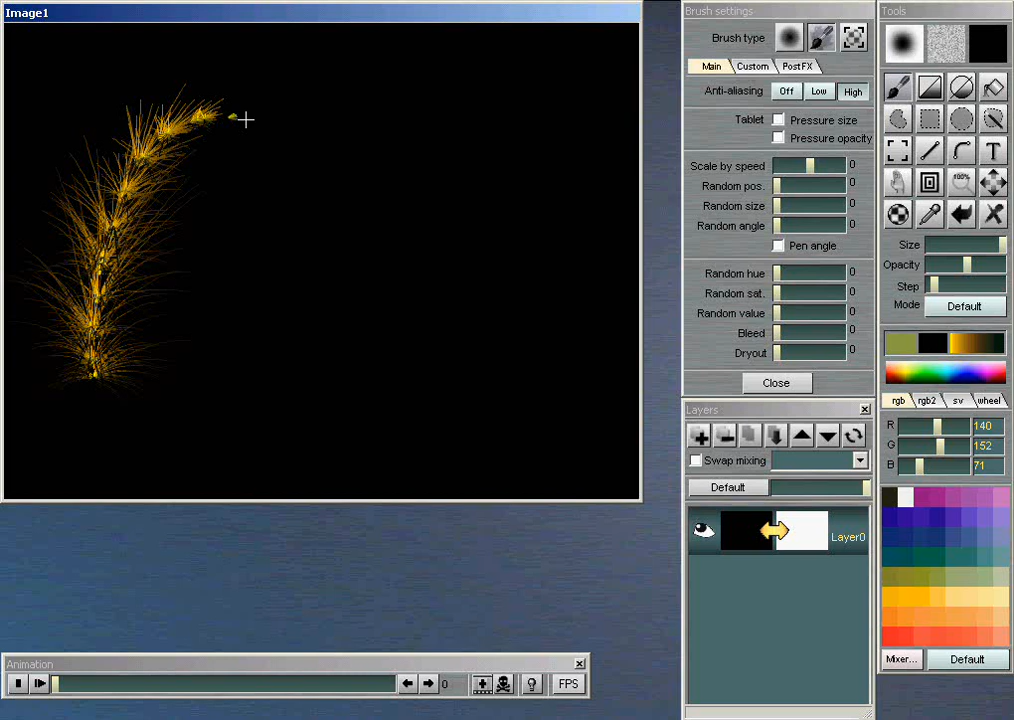 Image1
Brush settings
Brush type
Main Custom PostFX
Anti-aliasing Off Low High
Tablet Pressure size
Pressure opacity
Scale by speed 0
Random pos. 0
Random size 0
Random angle 0
Pen angle
Random hue 0
Random sat. 0
Random value 0
Bleed 0
Dryout 0
Close
Layers
Swap mixing
Default
Layer0
Tools
T
100%
Size
Opacity
Step
Mode Default
rgb rgb2 sv wheel
R 140
G 152
B 71
Mixer... Default
Animation
0 FPS